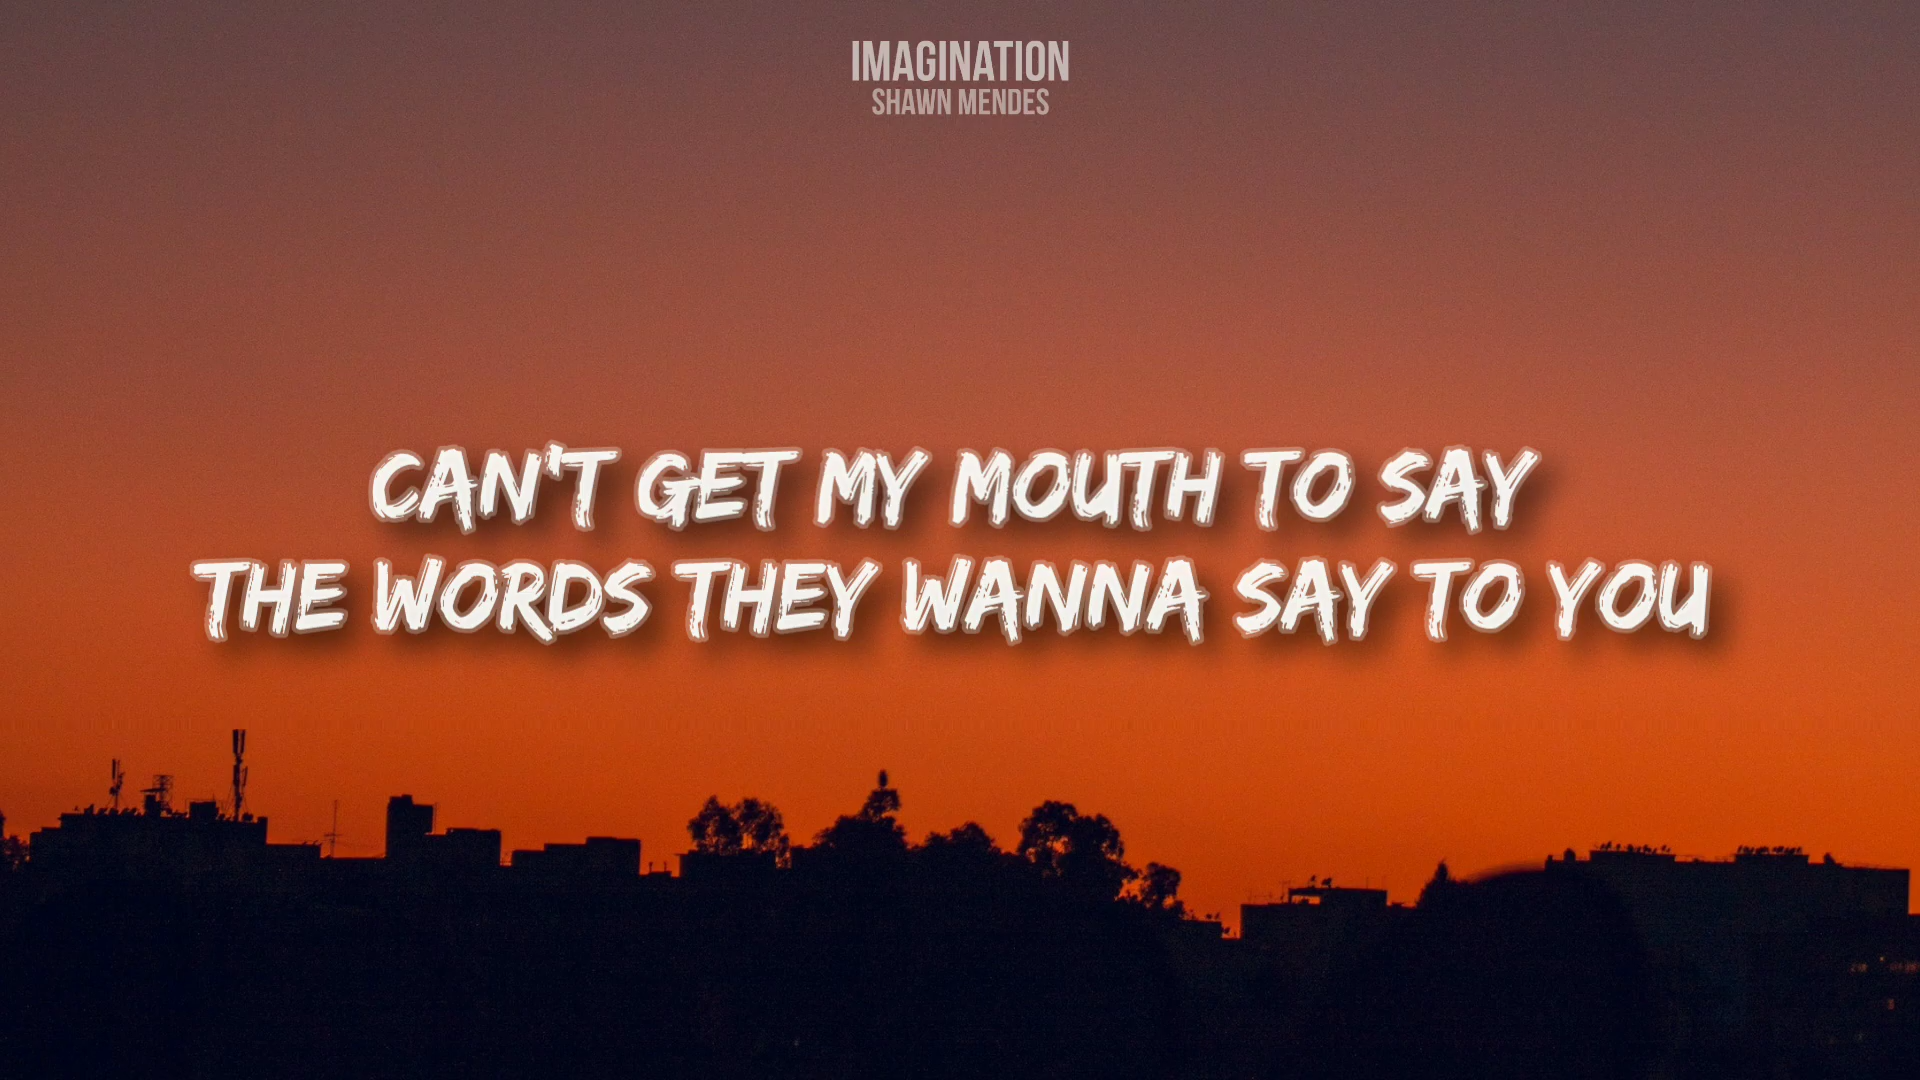 IMAGINATION
SHAWN MENDES
CAN'T GET MY MOUTH TO SAY
THE WORDS THEY WANNA SAY TO YOU